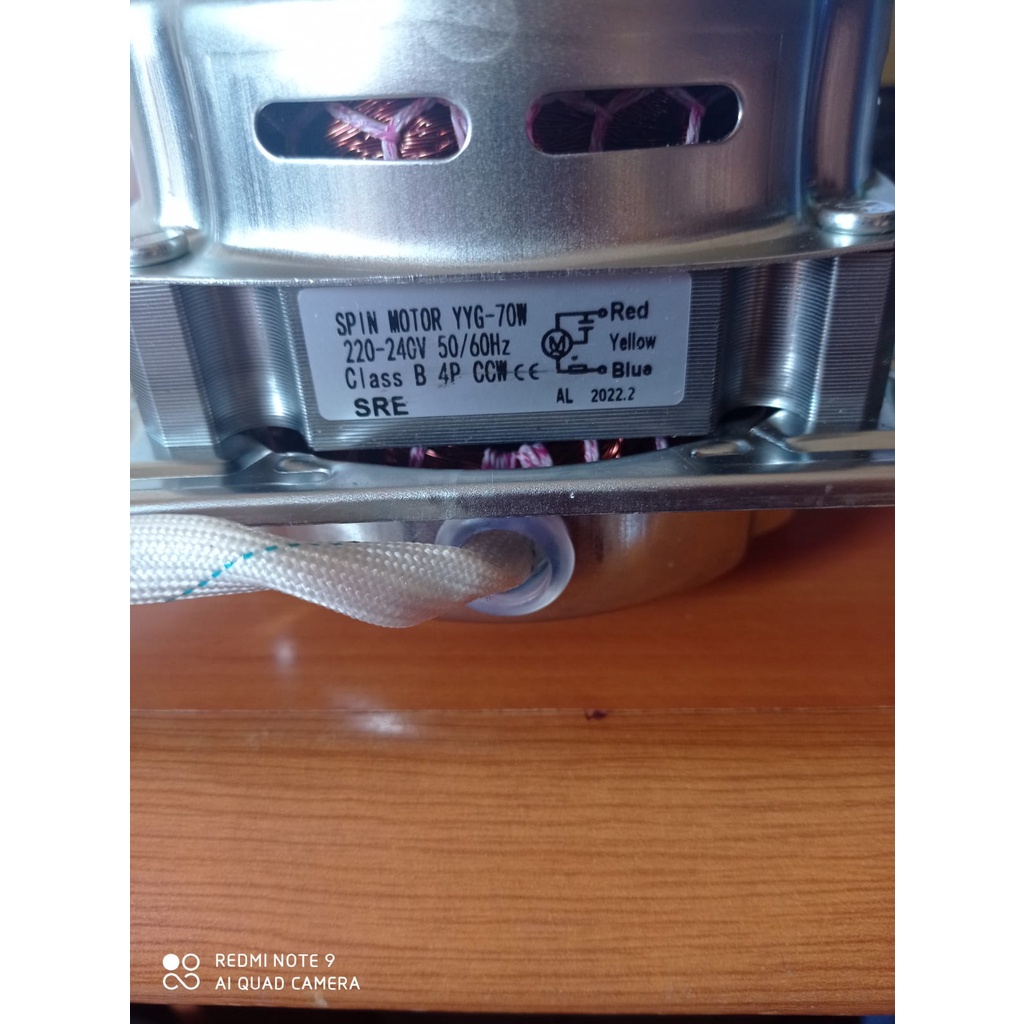 SPIN MOTOR YYG-70W
220-240V 50/60Hz
Class B 4P CCW CE
SRE
M
Red
Yellow
Blue
AL 2022.2
REDMI NOTE 9
AI QUAD CAMERA